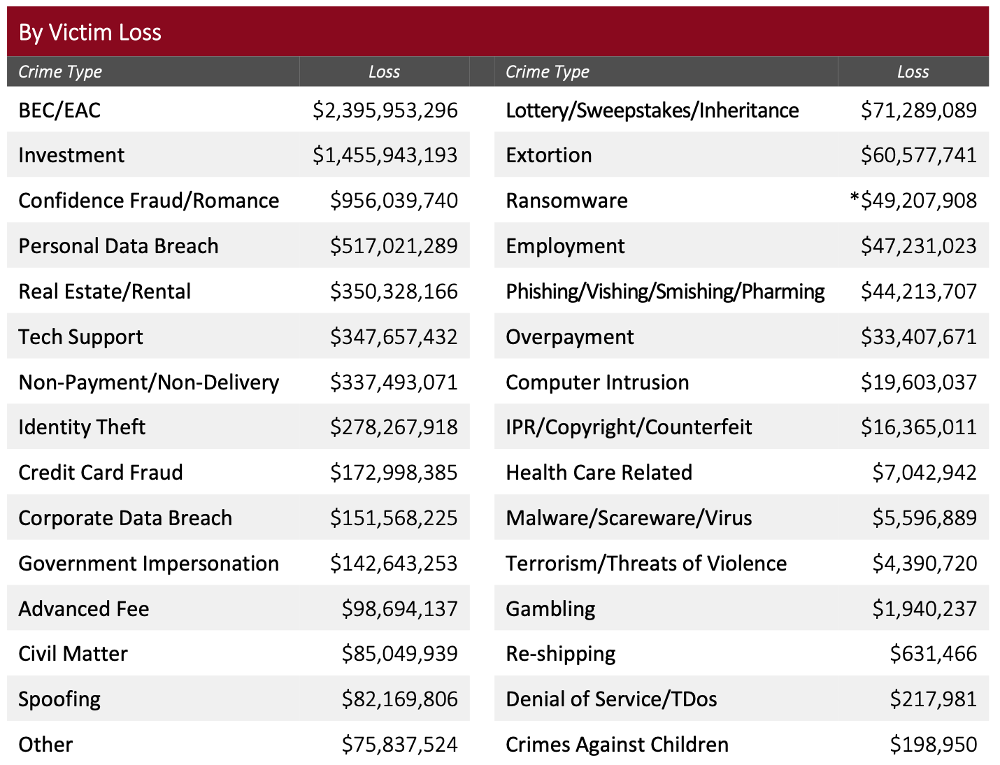 By Victim Loss
Crime Type Loss Crime Type Loss
BEC/EAC $2,395,953,296 Lottery/Sweepstakes/Inheritance $71,289,089
Investment $1,455,943,193 Extortion $60,577,741
Confidence Fraud/Romance $956,039,740 Ransomware *$49,207,908
Personal Data Breach $517,021,289 Employment $47,231,023
Real Estate/Rental $350,328,166 Phishing/Vishing/Smishing/Pharming $44,213,707
Tech Support $347,657,432 Overpayment $33,407,671
Non-Payment/Non-Delivery $337,493,071 Computer Intrusion $19,603,037
Identity Theft $278,267,918 IPR/Copyright/Counterfeit $16,365,011
Credit Card Fraud $172,998,385 Health Care Related $7,042,942
Corporate Data Breach $151,568,225 Malware/Scareware/Virus $5,596,889
Government Impersonation $142,643,253 Terrorism/Threats of Violence $4,390,720
Advanced Fee $98,694,137 Gambling $1,940,237
Civil Matter $85,049,939 Re-shipping $631,466
Spoofing $82,169,806 Denial of Service/TDos $217,981
Other $75,837,524 Crimes Against Children $198,950